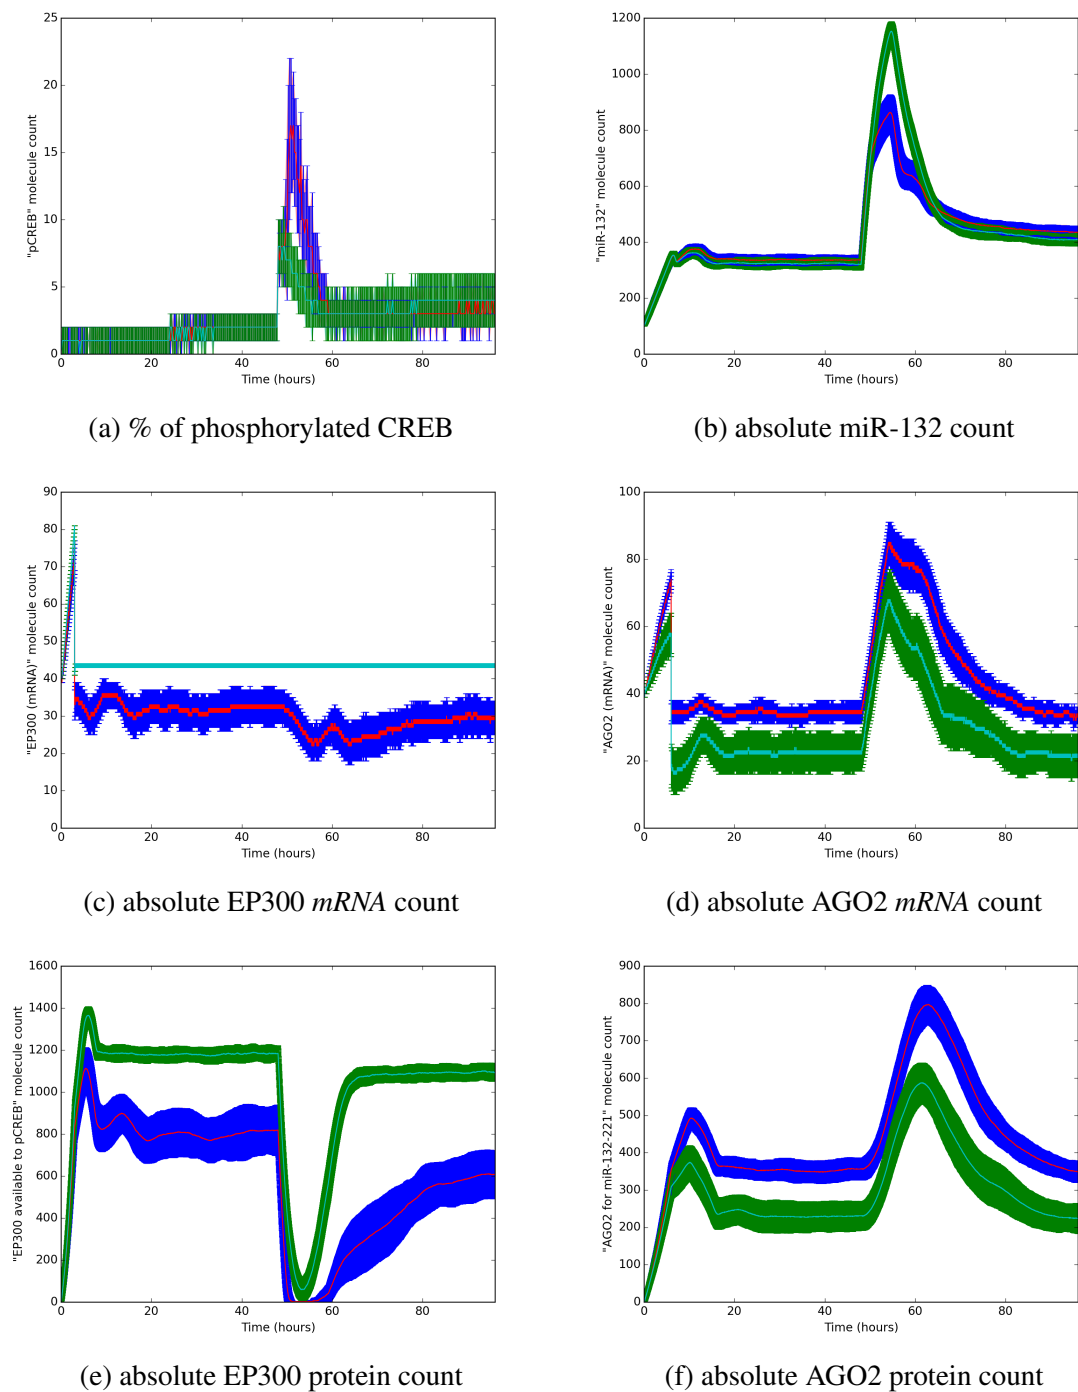 25
20
15
10
5
0
0 20 40 60 80
"pCREB" molecule count
Time (hours)
(a) % of phosphorylated CREB
1200
1000
800
600
400
200
0
0 20 40 60 80
"miR-132" molecule count
Time (hours)
(b) absolute miR-132 count
90
80
70
60
50
40
30
20
10
0
0 20 40 60 80
"EP300 (mRNA)" molecule count
Time (hours)
(c) absolute EP300 mRNA count
100
80
60
40
20
0
0 20 40 60 80
"AGO2 (mRNA)" molecule count
Time (hours)
(d) absolute AGO2 mRNA count
1600
1400
1200
1000
800
600
400
200
0
0 20 40 60 80
"EP300 available to pCREB" molecule count
Time (hours)
(e) absolute EP300 protein count
900
800
700
600
500
400
300
200
100
0
0 20 40 60 80
"AGO2 for miR-132-221" molecule count
Time (hours)
(f) absolute AGO2 protein count